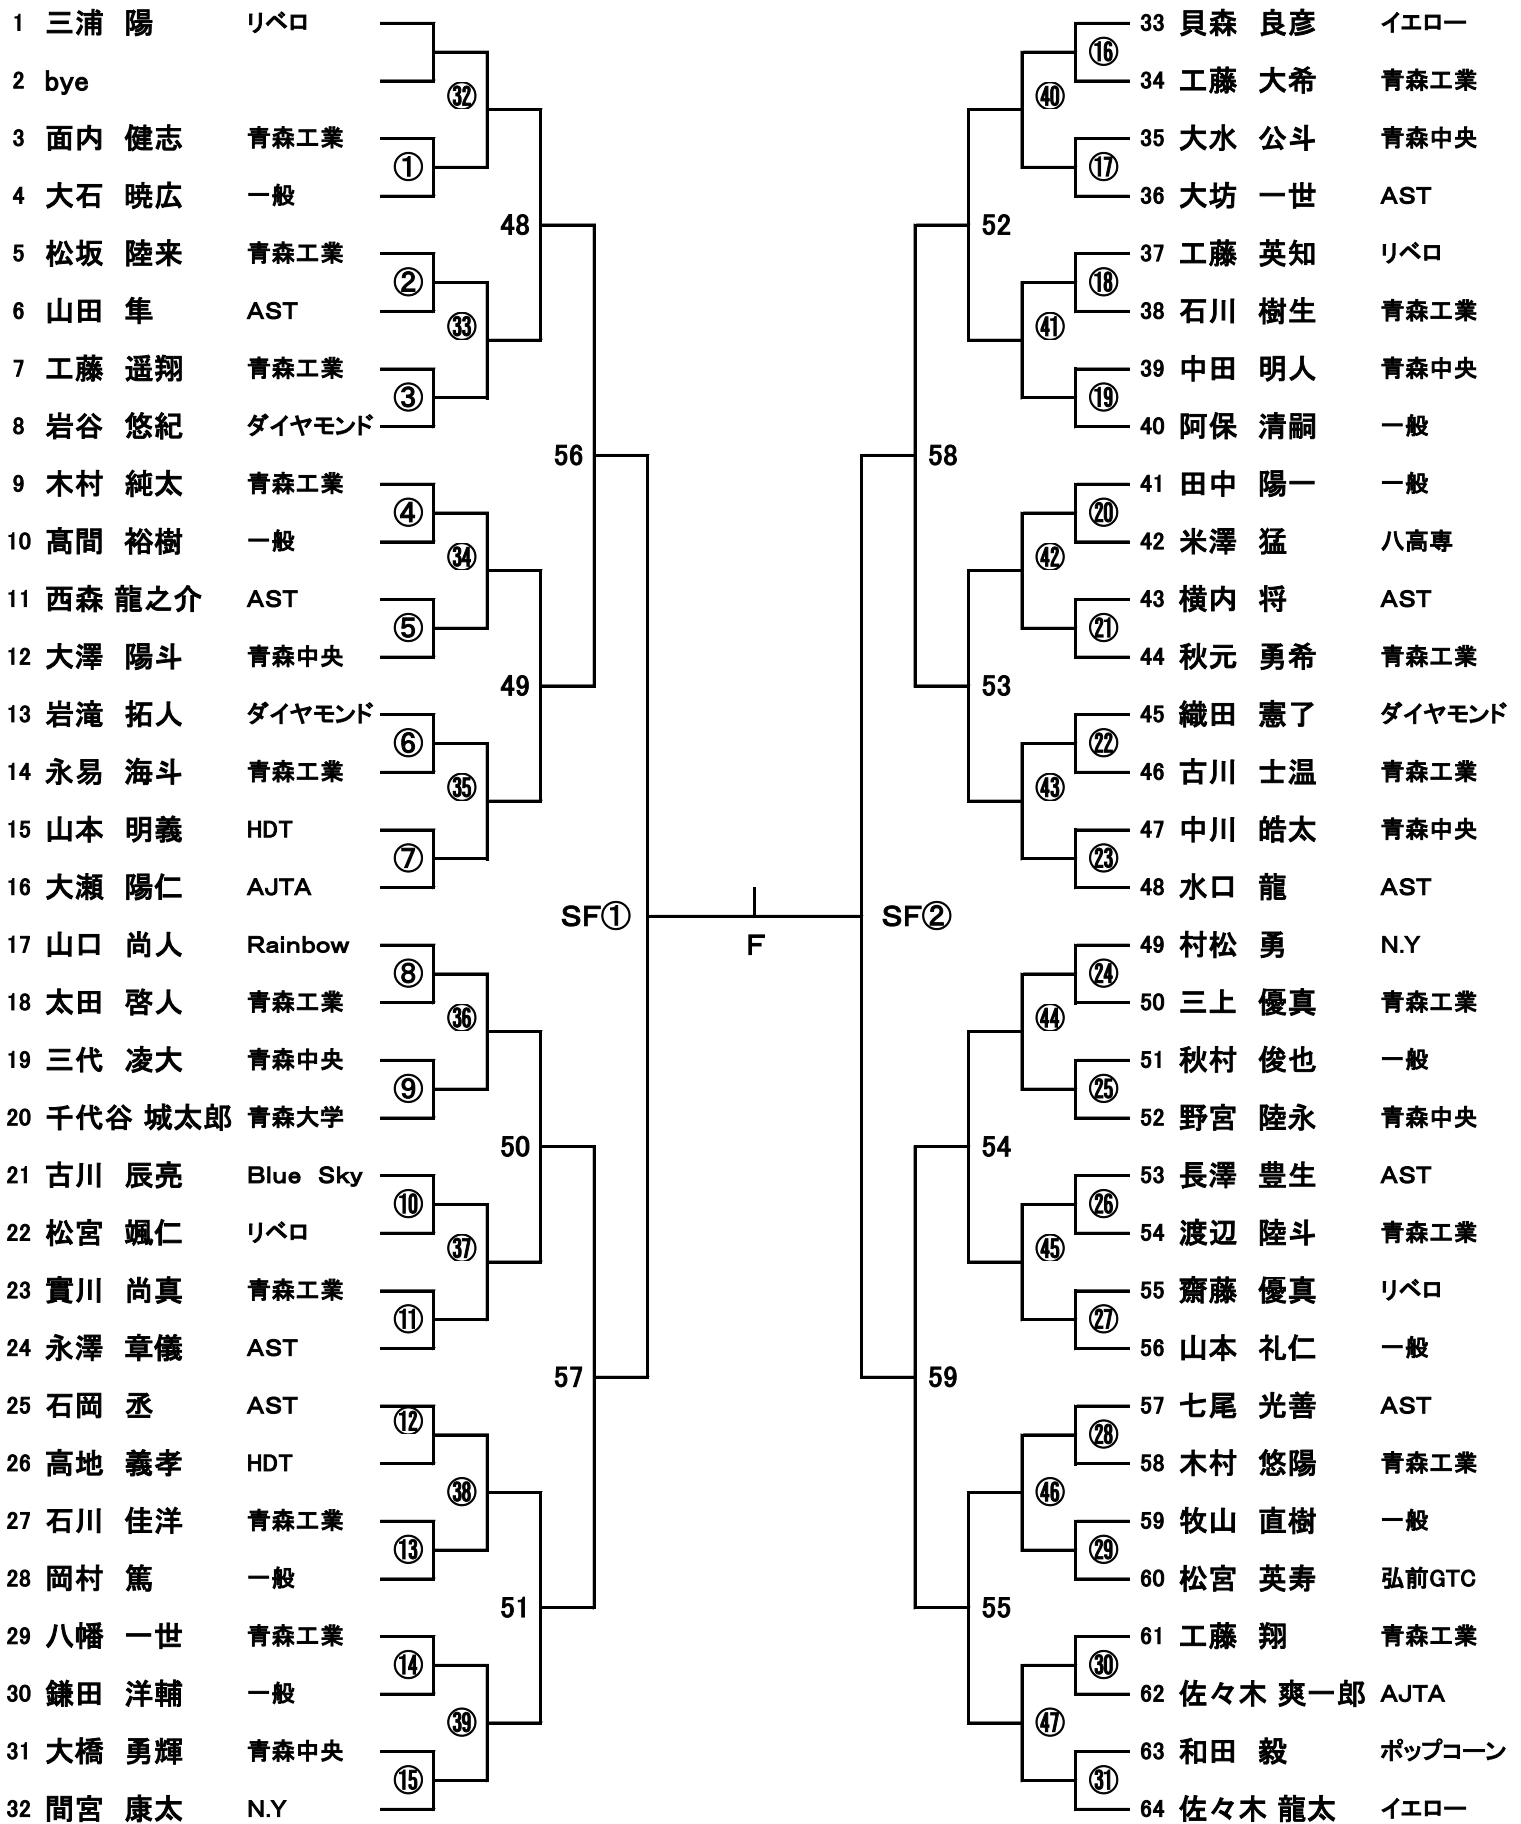 1 三浦 陽 リベロ
2 bye
㉜
3 面内 健志 青森工業
①
4 大石 暁広 一般
48
5 松坂 陸来 青森工業
②
6 山田 隼 AST
㉝
7 工藤 遥翔 青森工業
③
8 岩谷 悠紀 ダイヤモンド
56
9 木村 純太 青森工業
④
10 髙間 裕樹 一般
㉞
11 西森 龍之介 AST
⑤
12 大澤 陽斗 青森中央
49
13 岩滝 拓人 ダイヤモンド
⑥
14 永易 海斗 青森工業
㉟
15 山本 明義 HDT
⑦
16 大瀬 陽仁 AJTA
SF①
17 山口 尚人 Rainbow
⑧
18 太田 啓人 青森工業
㊱
19 三代 凌大 青森中央
⑨
20 千代谷 城太郎 青森大学
50
21 古川 辰亮 Blue Sky
⑩
22 松宮 颯仁 リベロ
㊲
23 實川 尚真 青森工業
⑪
24 永澤 章儀 AST
57
25 石岡 丞 AST
⑫
26 高地 義孝 HDT
㊳
27 石川 佳洋 青森工業
⑬
28 岡村 篤 一般
51
29 八幡 一世 青森工業
⑭
30 鎌田 洋輔 一般
㊴
31 大橋 勇輝 青森中央
⑮
32 間宮 康太 N.Y
F
33 貝森 良彦 イエロー
⑯
34 工藤 大希 青森工業
㊵
35 大水 公斗 青森中央
⑰
36 大坊 一世 AST
52
37 工藤 英知 リベロ
⑱
38 石川 樹生 青森工業
㊶
39 中田 明人 青森中央
⑲
40 阿保 清嗣 一般
58
41 田中 陽一 一般
⑳
42 米澤 猛 八高専
㊷
43 横内 将 AST
㉑
44 秋元 勇希 青森工業
53
45 織田 憲了 ダイヤモンド
㉒
46 古川 士温 青森工業
㊸
47 中川 皓太 青森中央
㉓
48 水口 龍 AST
SF②
49 村松 勇 N.Y
㉔
50 三上 優真 青森工業
㊹
51 秋村 俊也 一般
㉕
52 野宮 陸永 青森中央
54
53 長澤 豊生 AST
㉖
54 渡辺 陸斗 青森工業
㊺
55 齋藤 優真 リベロ
㉗
56 山本 礼仁 一般
59
57 七尾 光善 AST
㉘
58 木村 悠陽 青森工業
㊻
59 牧山 直樹 一般
㉙
60 松宮 英寿 弘前GTC
55
61 工藤 翔 青森工業
㉚
62 佐々木 爽一郎 AJTA
㊼
63 和田 毅 ポップコーン
㉛
64 佐々木 龍太 イエロー